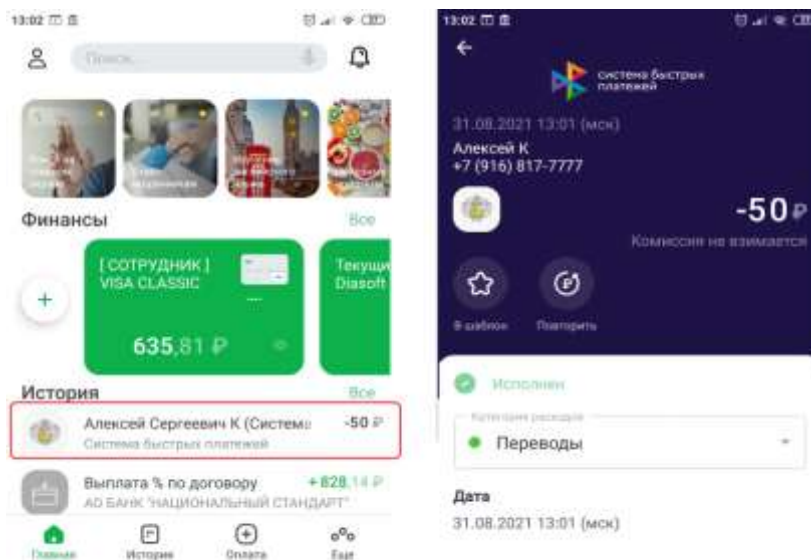 13:02
Поиск...
Финансы
Все
[ СОТРУДНИК ]
VISA CLASSIC
635,81 ₽
Текущи
Diasoft
История
Все
Алексей Сергеевич К (Систем
-50 ₽
Система быстрых платежей
Выплата % по договору
+828,14 ₽
АО БАНК "НАЦИОНАЛЬНЫЙ СТАНДАРТ"
Главная
История
Оплата
Еще
13:02
система быстрых
платежей
31.08.2021 13:01 (мск)
Алексей К
+7 (916) 817-7777
-50 ₽
Комиссия не взимается
В шаблон
Повторить
Исполнен
Категория расходов
Переводы
Дата
31.08.2021 13:01 (мск)